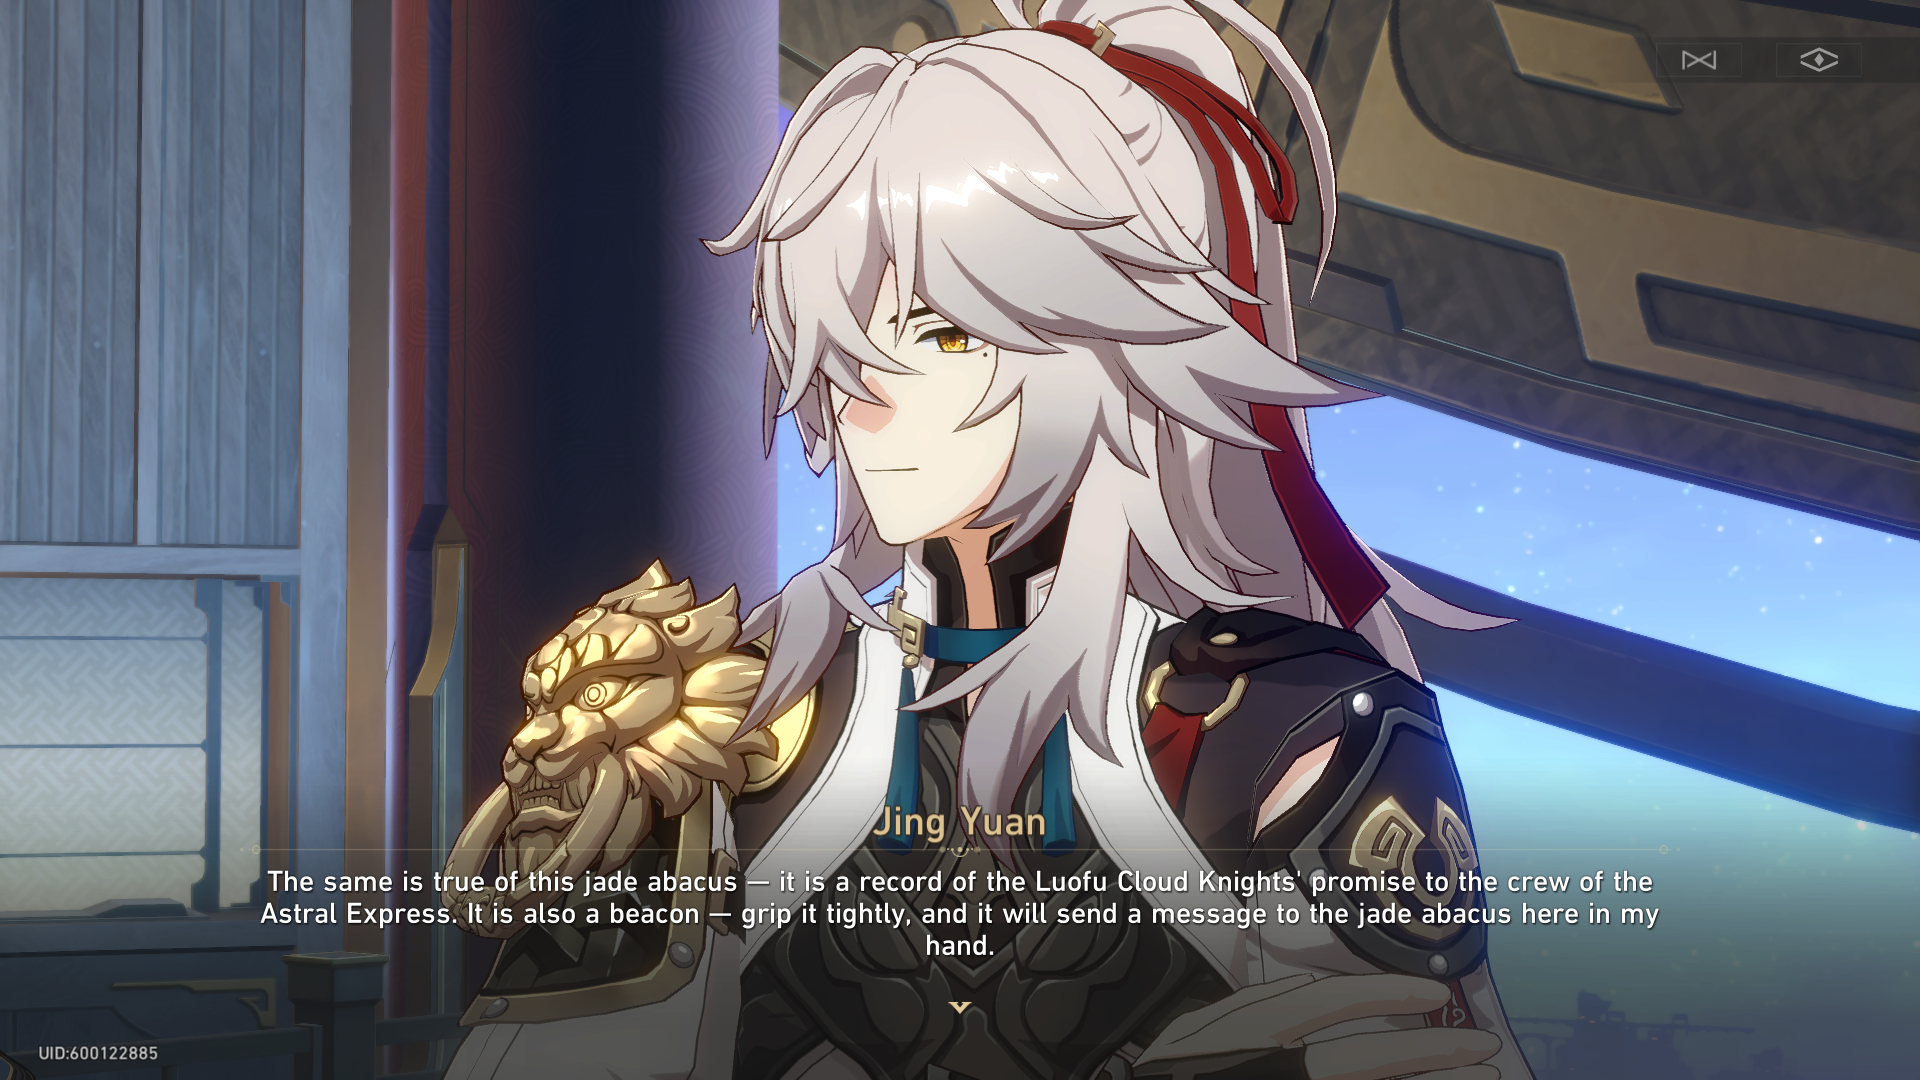 Jing Yuan
The same is true of this jade abacus — it is a record of the Luofu Cloud Knights' promise to the crew of the
Astral Express. It is also a beacon — grip it tightly, and it will send a message to the jade abacus here in my
hand.
UID:600122885